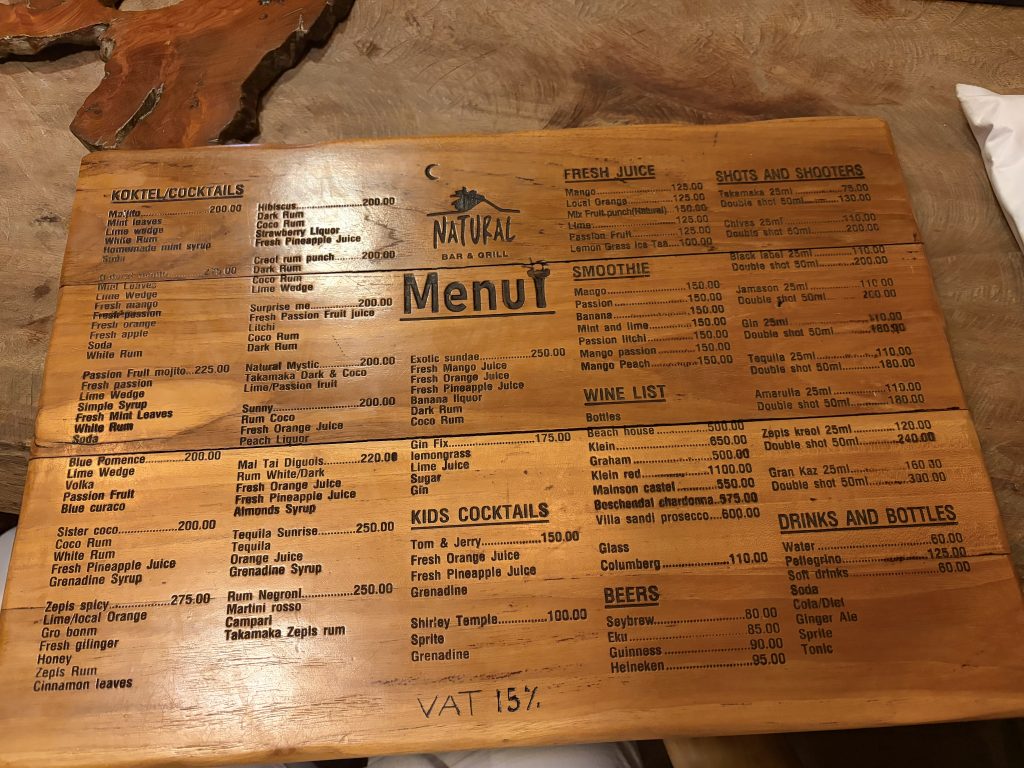 KOKTEL/COCKTAILS
Mojito 200.00
Mint leaves
Lime wedge
White Rum
Homemade mint syrup
Soda
225.00
Mint Leaves
Lime Wedge
Fresh mango
Fresh passion
Fresh orange
Fresh apple
Soda
White Rum
Passion Fruit mojito...225.00
Fresh passion
Lime Wedge
Simple Syrup
Fresh Mint Leaves
White Rum
Soda
Blue Pomence..............200.00
Lime Wedge
Volka
Passion Fruit
Blue curaco
Sister coco..............200.00
Coco Rum
White Rum
Fresh Pineapple Juice
Grenadine Syrup
Zepis spicy..............275.00
Lime/local Orange
Gro bonm
Fresh gilinger
Honey
Zepis Rum
Cinnamon leaves
Hibiscus..................200.00
Dark Rum
Coco Rum
Strawberry Liquor
Fresh Pineapple Juice
Creol rum punch.......200.00
Dark Rum
Coco Rum
Lime Wedge
Surprise me............200.00
Fresh Passion Fruit juice
Litchi
Coco Rum
Dark Rum
Natural Mystic.........200.00
Takamaka Dark & Coco
Lime/Passion fruit
Sunny.....................200.00
Rum Coco
Fresh Orange Juice
Peach Liquor
Mai Tai Diguois.........220.00
Rum White/Dark
Fresh Orange Juice
Fresh Pineapple Juice
Almonds Syrup
Tequila Sunrise.........250.00
Tequila
Orange Juice
Grenadine Syrup
Rum Negroni............250.00
Martini rosso
Campari
Takamaka Zepis rum
NATURAL
BAR & GRILL
Menu
Exotic sundae..............250.00
Fresh Mango Juice
Fresh Orange Juice
Fresh Pineapple Juice
Banana liquor
Dark Rum
Coco Rum
Gin Fix......................175.00
lemongrass
Lime Juice
Sugar
Gin
KIDS COCKTAILS
Tom & Jerry...............150.00
Fresh Orange Juice
Fresh Pineapple Juice
Grenadine
Shirley Temple............100.00
Sprite
Grenadine
VAT 15%
FRESH JUICE
Mango.....................125.00
Local Orange............125.00
Mix Fruit punch(Natural) 150.00
Lime........................125.00
Passion Fruit............125.00
Lemon Grass Ice Tea...100.00
SMOOTHIE
Mango.....................150.00
Passion...................150.00
Banana....................150.00
Mint and lime............150.00
Passion litchi............150.00
Mango passion..........150.00
Mango Peach............150.00
WINE LIST
Bottles
Beach house............500.00
Klein.......................650.00
Graham...................500.00
Klein red.................1100.00
Mainson castel.........550.00
Boschendal chardonna..975.00
Villa sandi prosecco...600.00
Glass
Columberg...............110.00
BEERS
Seybrew..................80.00
Eku........................85.00
Guinness.................90.00
Heineken.................95.00
SHOTS AND SHOOTERS
Takamaka 25ml............75.00
Double shot 50ml.........130.00
Chives 25ml...............110.00
Double shot 50ml.........200.00
Black label 25ml..........110.00
Double shot 50ml.........200.00
Jamason 25ml.............110.00
Double shot 50ml.........200.00
Gin 25ml...................110.00
Double shot 50ml.........180.00
Tequila 25ml...............110.00
Double shot 50ml.........180.00
Amarulla 25ml.............110.00
Double shot 50ml.........180.00
Zepis kreol 25ml..........120.00
Double shot 50ml.........240.00
Gran Kaz 25ml.............160.00
Double shot 50ml.........300.00
DRINKS AND BOTTLES
Water........................60.00
Pellegrino..................125.00
Soft drinks.................60.00
Soda
Cola/Diet
Ginger Ale
Sprite
Tonic